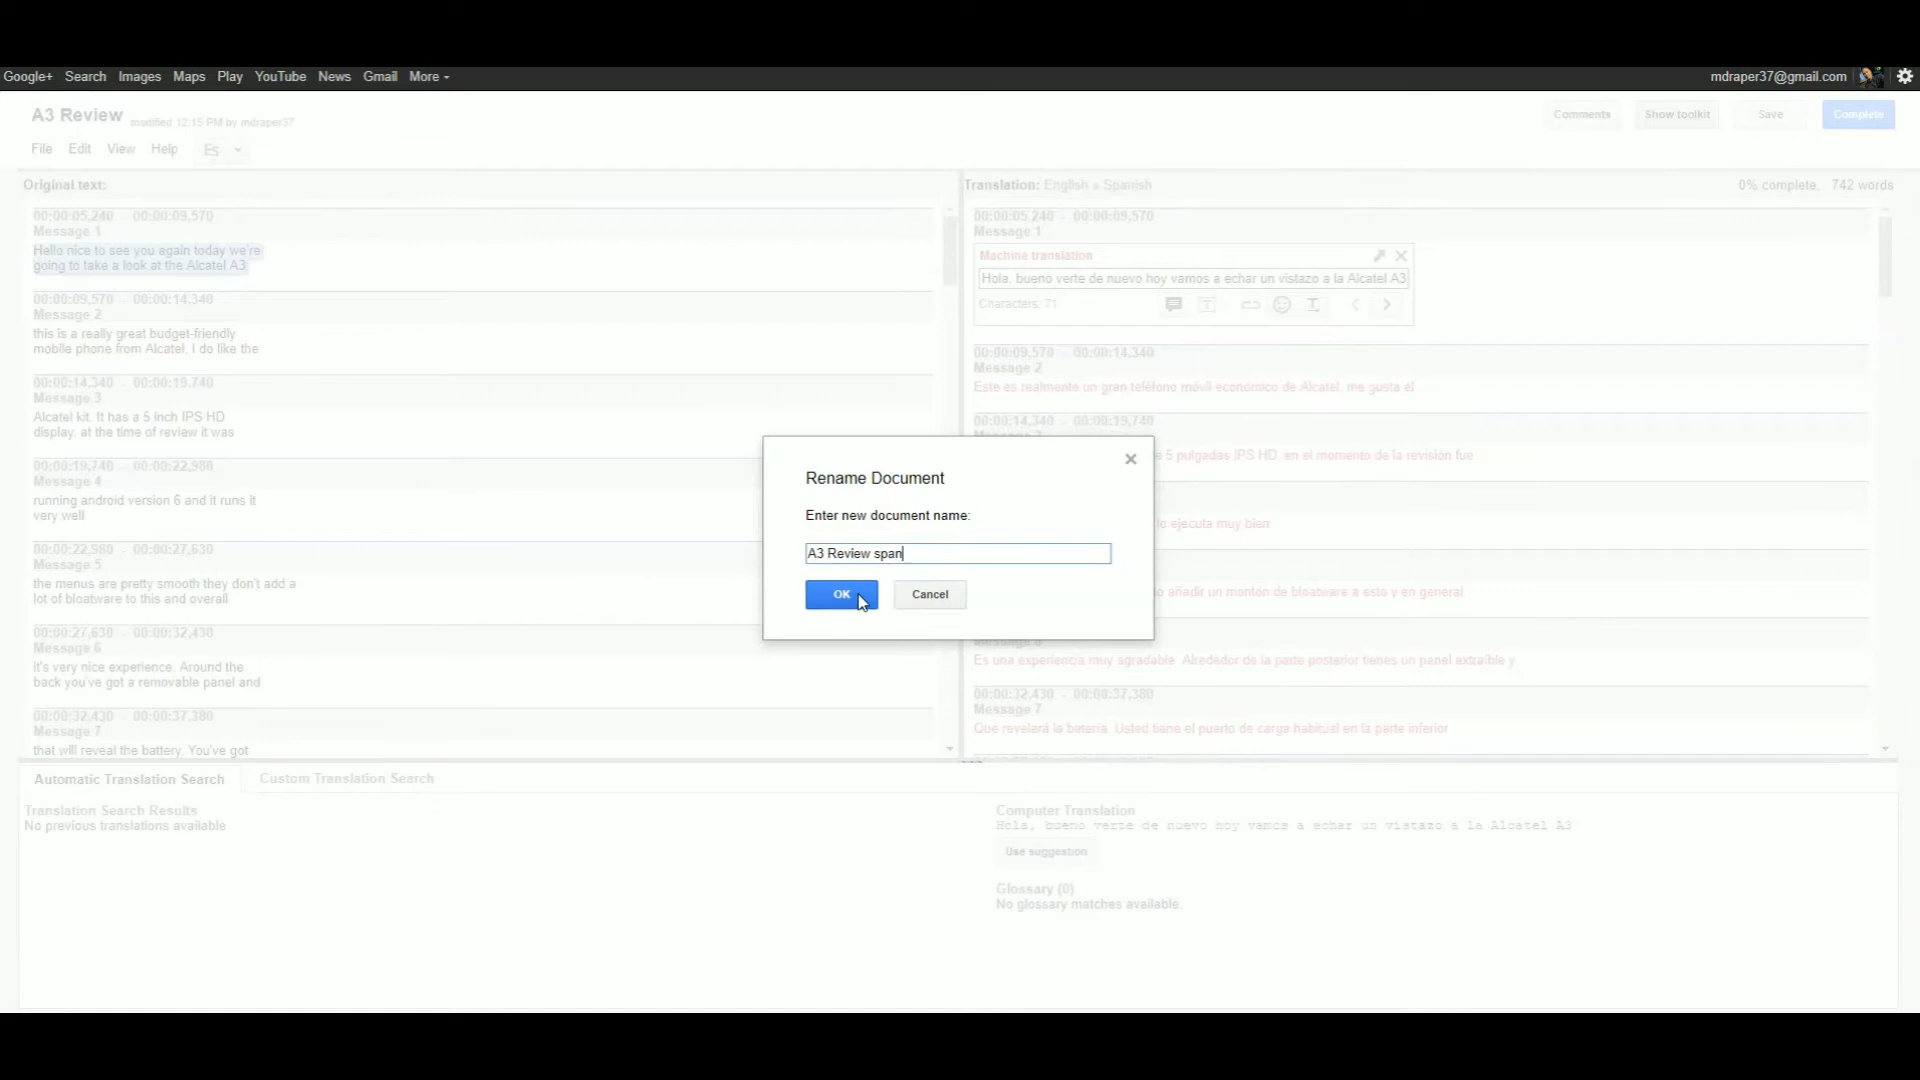 Google+ Search Images Maps Play YouTube News Gmail More
mdraper37@gmail.com
A3 Review modified 12:15 PM by mdraper37
Comments Show toolkit Save Complete
File Edit View Help Es
Original text:
00:00:05,240 - 00:00:09,570
Message 1
Hello nice to see you again today we're
going to take a look at the Alcatel A3
00:00:09,570 - 00:00:14,340
Message 2
this is a really great budget-friendly
mobile phone from Alcatel, I do like the
00:00:14,340 - 00:00:19,740
Message 3
Alcatel kit. It has a 5 inch IPS HD
display, at the time of review it was
00:00:19,740 - 00:00:22,980
Message 4
running android version 6 and it runs it
very well
00:00:22,980 - 00:00:27,630
Message 5
the menus are pretty smooth they don't add a
lot of bloatware to this and overall
00:00:27,630 - 00:00:32,430
Message 6
it's very nice experience. Around the
back you've got a removable panel and
00:00:32,430 - 00:00:37,380
Message 7
that will reveal the battery. You've got
Translation: English » Spanish
0% complete, 742 words
00:00:05,240 - 00:00:09,570
Message 1
Machine translation
Hola, bueno verte de nuevo hoy vamos a echar un vistazo a la Alcatel A3
Characters: 71
00:00:09,570 - 00:00:14,340
Message 2
Este es realmente un gran teléfono móvil económico de Alcatel, me gusta el
00:00:14,340 - 00:00:19,740
Message 3
5 pulgadas IPS HD, en el momento de la revisión fue
lo ejecuta muy bien
añadir un montón de bloatware a esto y en general
Message 6
Es una experiencia muy agradable. Alrededor de la parte posterior tienes un panel extraíble y
00:00:32,430 - 00:00:37,380
Message 7
Que revelará la batería. Usted tiene el puerto de carga habitual en la parte inferior
Rename Document
Enter new document name:
A3 Review span
OK Cancel
Automatic Translation Search Custom Translation Search
Translation Search Results
No previous translations available
Computer Translation
Hola, bueno verte de nuevo hoy vamos a echar un vistazo a la Alcatel A3
Use suggestion
Glossary (0)
No glossary matches available.